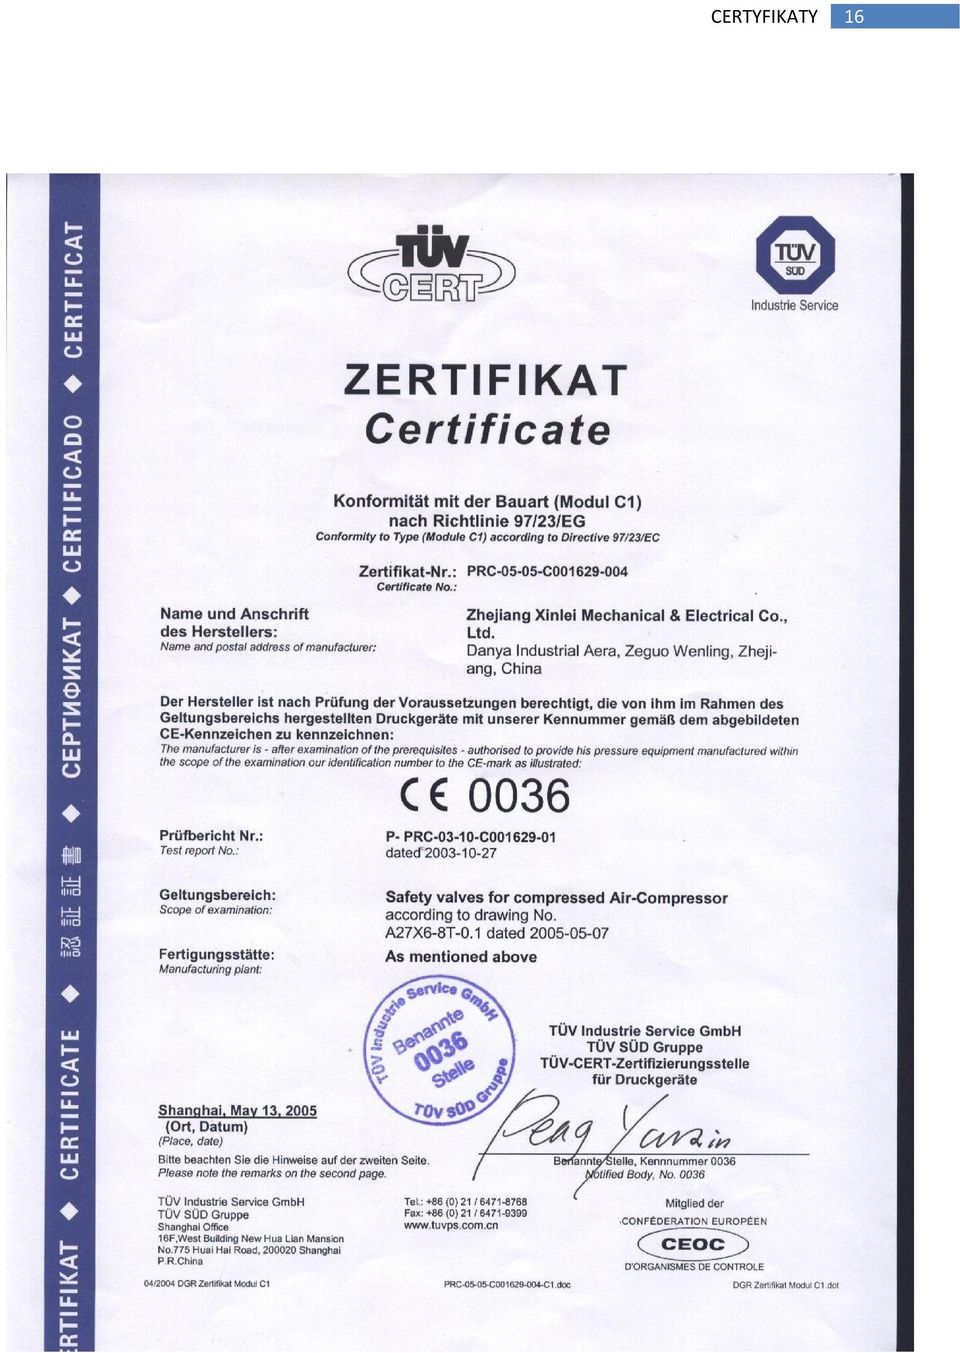 CERTYFIKATY 16
TÜV
CERT
TÜV
SÜD
Industrie Service
ZERTIFIKAT
Certificate
Konformität mit der Bauart (Modul C1)
nach Richtlinie 97/23/EG
Conformity to Type (Module C1) according to Directive 97/23/EC
Zertifikat-Nr.: PRC-05-05-C001629-004
Certificate No.:
Name und Anschrift
des Herstellers:
Name and postal address of manufacturer:
Zhejiang Xinlei Mechanical & Electrical Co.,
Ltd.
Danya Industrial Aera, Zeguo Wenling, Zheji-
ang, China
Der Hersteller ist nach Prüfung der Voraussetzungen berechtigt, die von ihm im Rahmen des
Geltungsbereichs hergestellten Druckgeräte mit unserer Kennummer gemäß dem abgebildeten
CE-Kennzeichen zu kennzeichnen:
The manufacturer is - after examination of the prerequisites - authorised to provide his pressure equipment manufactured within
the scope of the examination our identification number to the CE-mark as illustrated:
CE 0036
Prüfbericht Nr.: P- PRC-03-10-C001629-01
Test report No.: dated 2003-10-27
Geltungsbereich: Safety valves for compressed Air-Compressor
Scope of examination: according to drawing No.
A27X6-8T-0.1 dated 2005-05-07
Fertigungsstätte: As mentioned above
Manufacturing plant:
TÜV Industrie Service GmbH
TÜV SÜD Gruppe
Benannte
0036
Stelle
TÜV Industrie Service GmbH
TÜV SÜD Gruppe
TÜV-CERT-Zertifizierungsstelle
für Druckgeräte
Shanghai, May 13, 2005
(Ort, Datum)
(Place, date)
Bitte beachten Sie die Hinweise auf der zweiten Seite.
Please note the remarks on the second page.
Benannte Stelle, Kennnummer 0036
Notified Body, No. 0036
TÜV Industrie Service GmbH
TÜV SÜD Gruppe
Shanghai Office
16F,West Building New Hua Lian Mansion
No.775 Huai Hai Road, 200020 Shanghai
P.R.China
Tel.: +86 (0) 21 / 6471-8768
Fax: +86 (0) 21 / 6471-9399
www.tuvps.com.cn
Mitglied der
CONFÉDERATION EUROPÉEN
CEOC
D'ORGANISMES DE CONTROLE
04/2004 DGR Zertifikat Modul C1 PRC-05-05-C001629-004-C1.doc DGR Zertifikat Modul C1.dot
ERTIFIKAT ◆ CERTIFICATE ◆ 認 証 証 書 ◆ СЕРТИФИКАТ ◆ CERTIFICADO ◆ CERTIFICAT